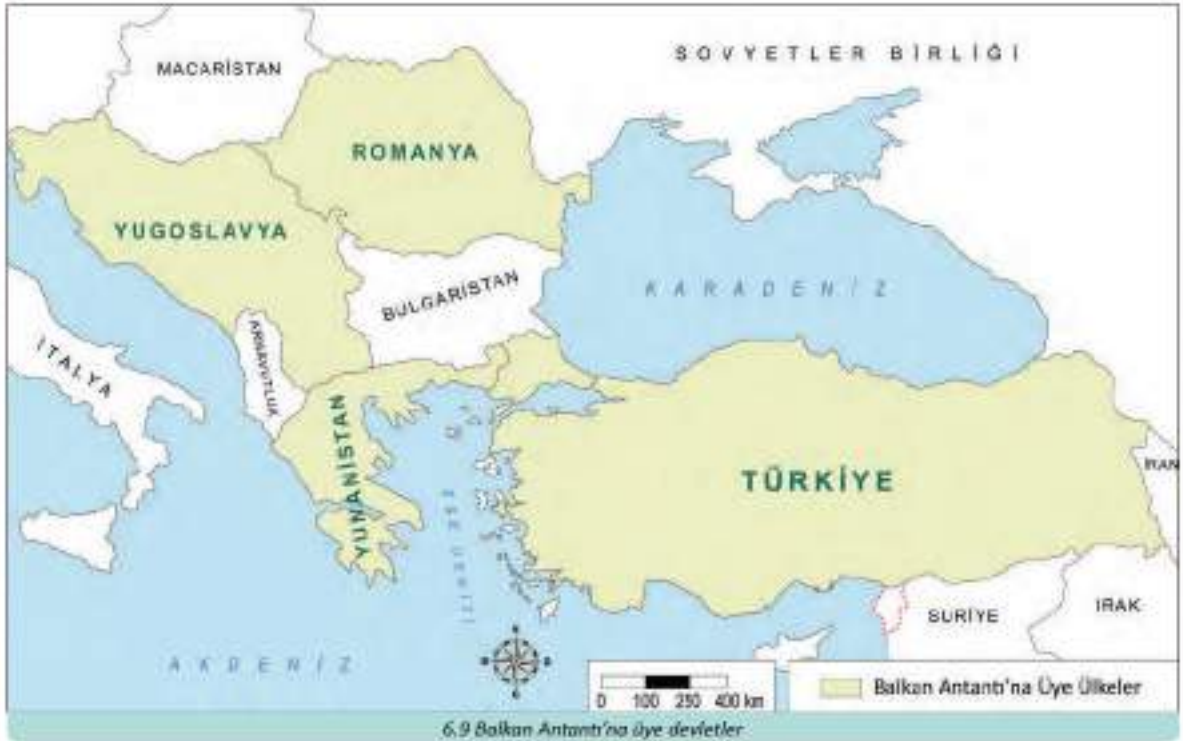 SOVYETLER BİRLİĞİ
MACARİSTAN
ROMANYA
YUGOSLAVYA
BULGARİSTAN
KARADENİZ
ARNAVUTLUK
İTALYA
YUNANİSTAN
EGE DENİZİ
TÜRKİYE
İRAN
SURİYE
IRAK
AKDENİZ
0 100 250 400 km
Balkan Antantı'na Üye Ülkeler
6.9 Balkan Antantı'na üye devletler